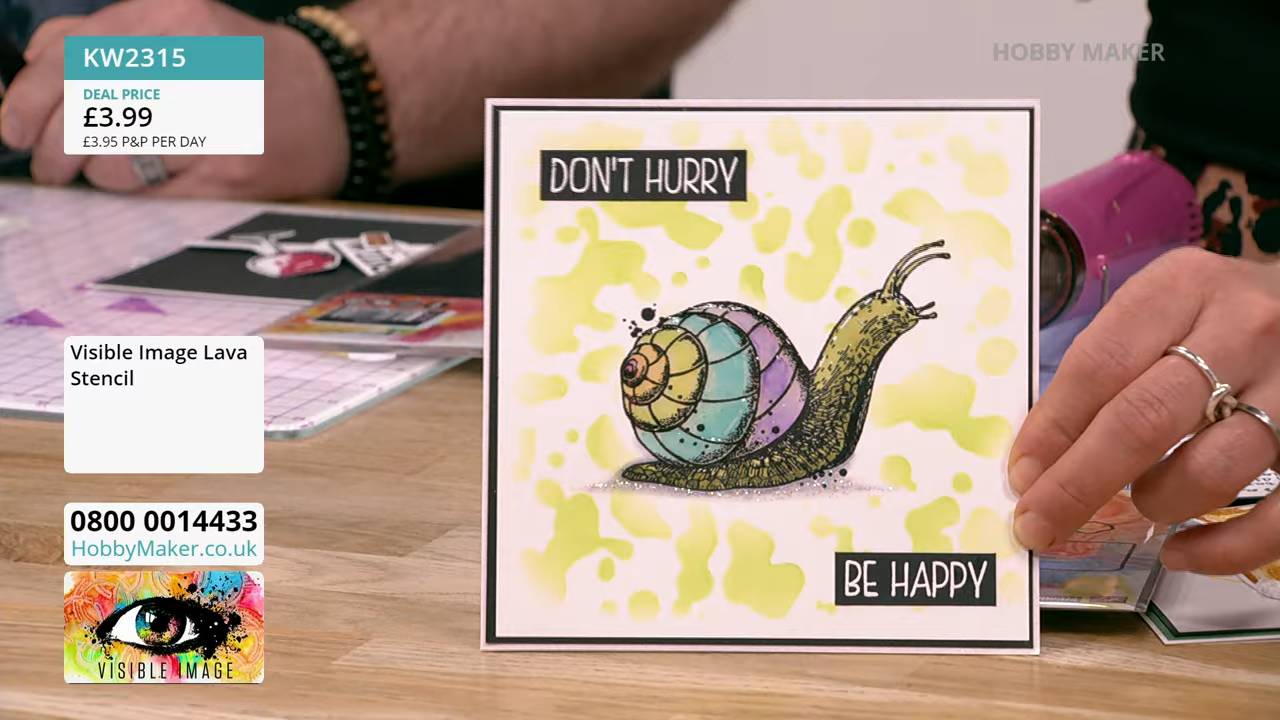 KW2315
DEAL PRICE
£3.99
£3.95 P&P PER DAY
HOBBY MAKER
DON'T HURRY
Visible Image Lava
Stencil
0800 0014433
HobbyMaker.co.uk
BE HAPPY
VISIBLE IMAGE